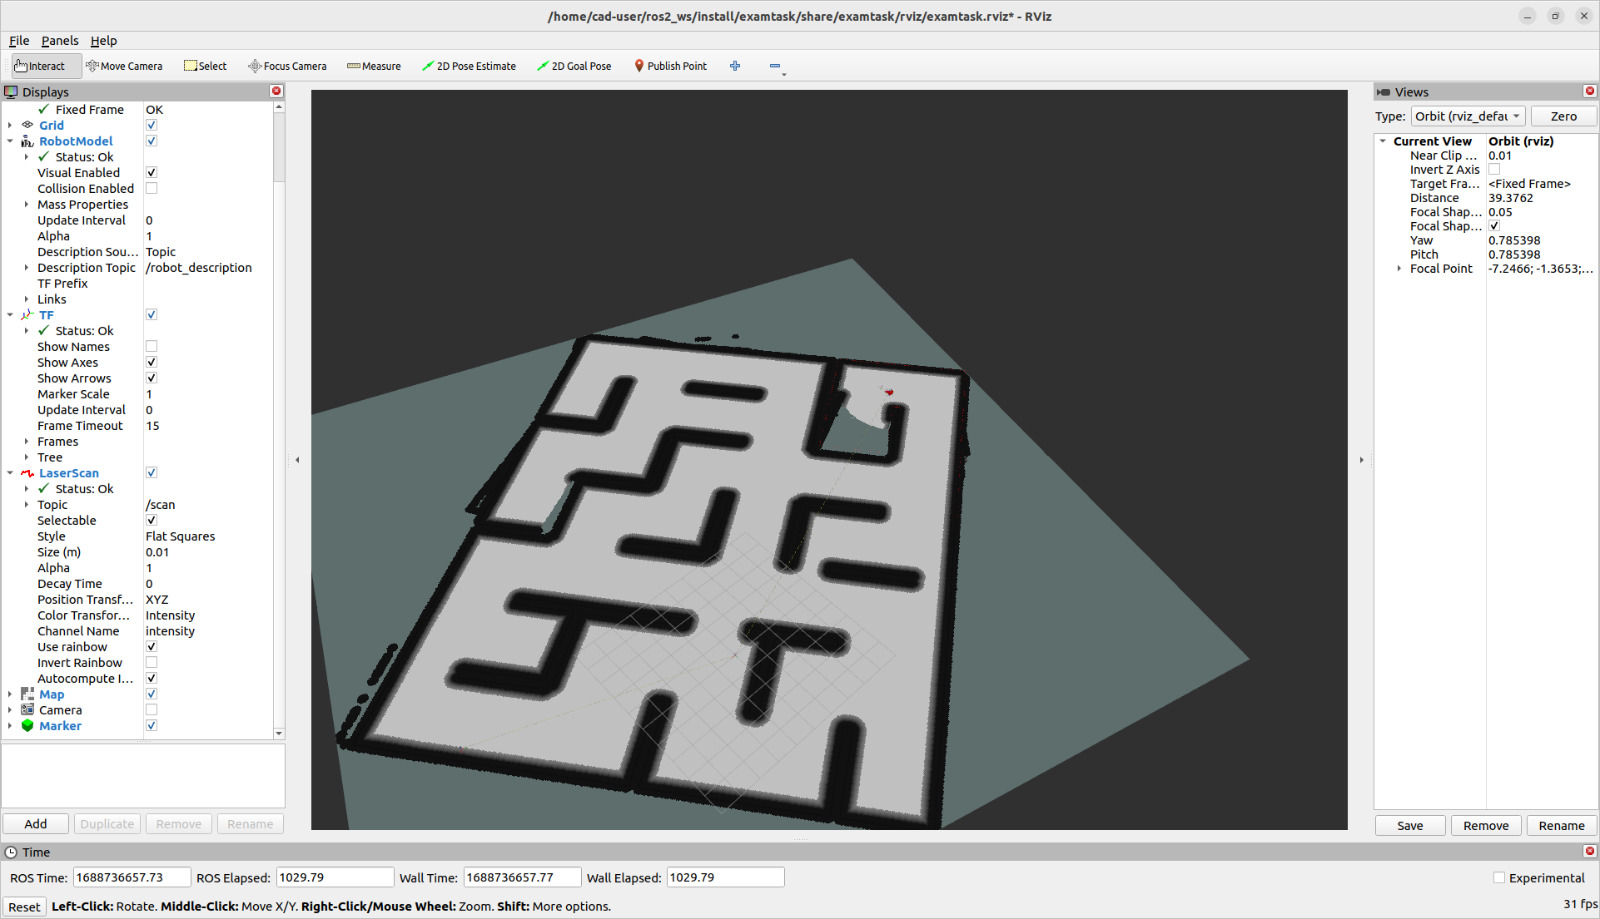 /home/cad-user/ros2_ws/install/examtask/share/examtask/rviz/examtask.rviz* - RViz
File Panels Help
Interact Move Camera Select Focus Camera Measure 2D Pose Estimate 2D Goal Pose Publish Point
Displays
Fixed Frame OK
Grid
RobotModel
Status: Ok
Visual Enabled
Collision Enabled
Mass Properties
Update Interval 0
Alpha 1
Description Sou... Topic
Description Topic /robot_description
TF Prefix
Links
TF
Status: Ok
Show Names
Show Axes
Show Arrows
Marker Scale 1
Update Interval 0
Frame Timeout 15
Frames
Tree
LaserScan
Status: Ok
Topic /scan
Selectable
Style Flat Squares
Size (m) 0.01
Alpha 1
Decay Time 0
Position Transf... XYZ
Color Transfor... Intensity
Channel Name intensity
Use rainbow
Invert Rainbow
Autocompute I...
Map
Camera
Marker
Add Duplicate Remove Rename
Views
Type: Orbit (rviz_defau Zero
Current View Orbit (rviz)
Near Clip ... 0.01
Invert Z Axis
Target Fra... <Fixed Frame>
Distance 39.3762
Focal Shap... 0.05
Focal Shap...
Yaw 0.785398
Pitch 0.785398
Focal Point -7.2466; -1.3653;...
Save Remove Rename
Time
ROS Time: 1688736657.73 ROS Elapsed: 1029.79 Wall Time: 1688736657.77 Wall Elapsed: 1029.79 Experimental
Reset Left-Click: Rotate. Middle-Click: Move X/Y. Right-Click/Mouse Wheel: Zoom. Shift: More options. 31 fps